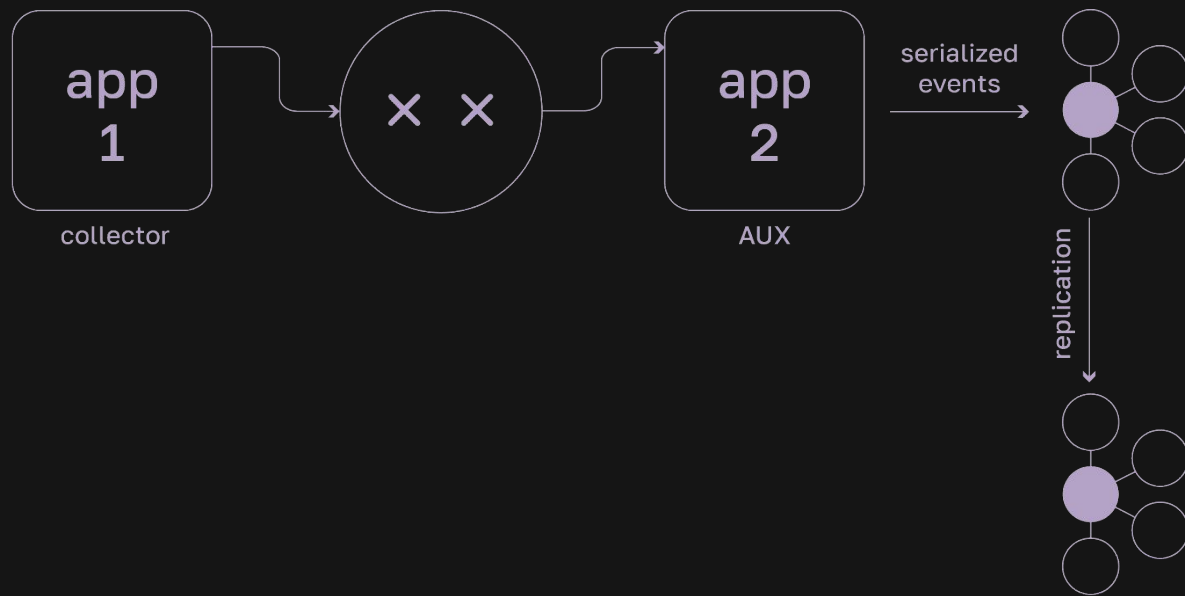 app
1
collector
app
2
AUX
serialized
events
replication